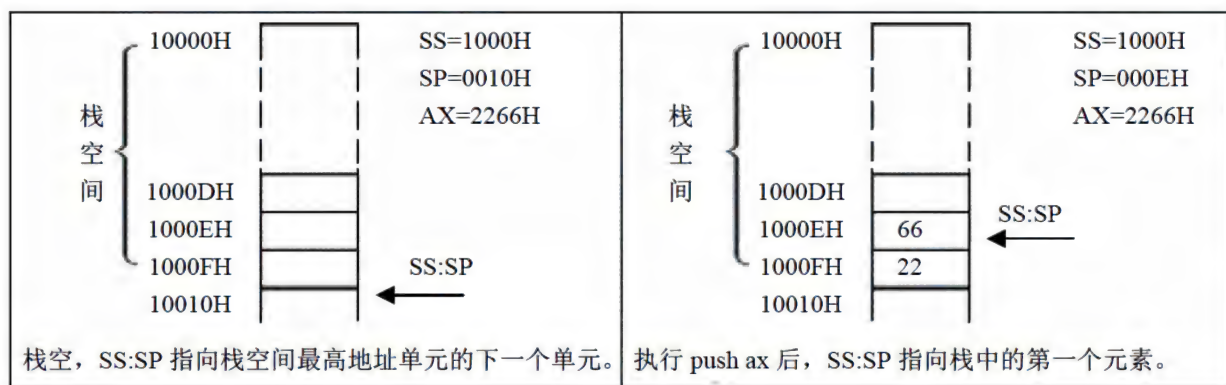 10000H
SS=1000H
SP=0010H
AX=2266H
栈
空
间
1000DH
1000EH
1000FH
SS:SP
10010H
栈空，SS:SP 指向栈空间最高地址单元的下一个单元。
10000H
SS=1000H
SP=000EH
AX=2266H
栈
空
间
1000DH
SS:SP
1000EH 66
1000FH 22
10010H
执行 push ax 后，SS:SP 指向栈中的第一个元素。